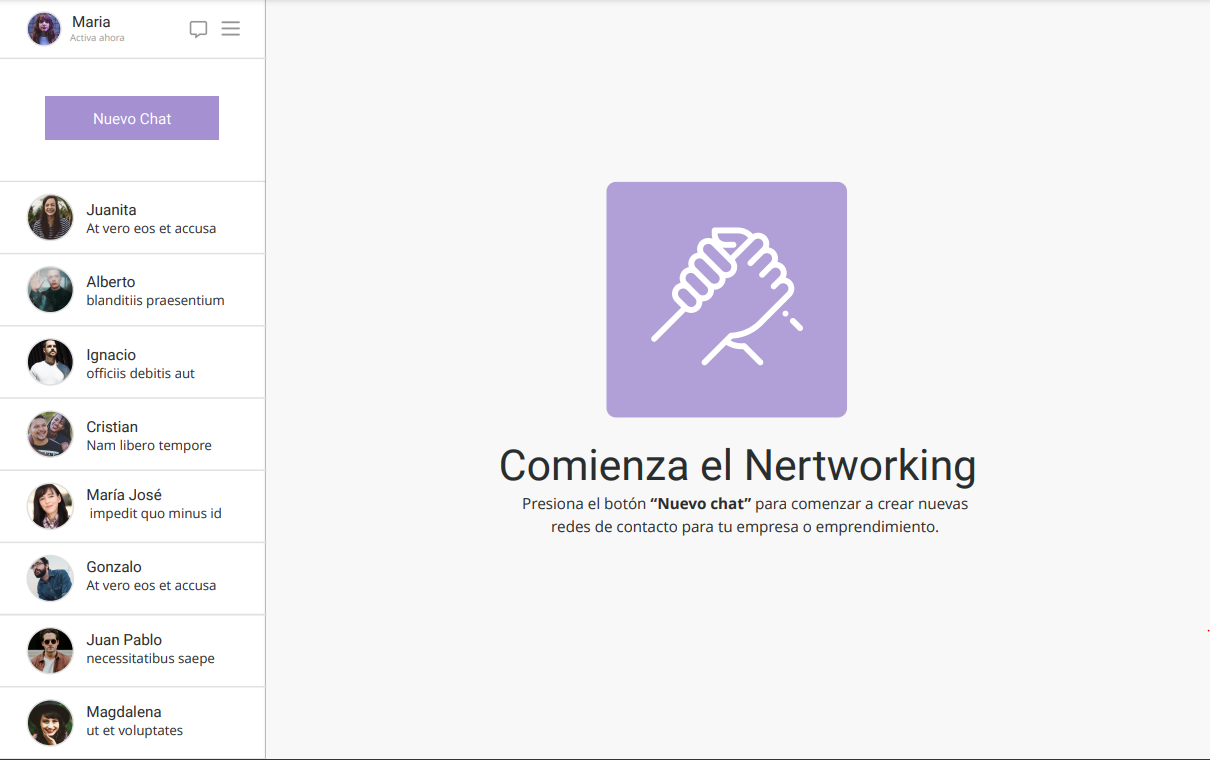 Maria
Activa ahora
Nuevo Chat
Juanita
At vero eos et accusa
Alberto
blanditiis praesentium
Ignacio
officiis debitis aut
Cristian
Nam libero tempore
María José
impedit quo minus id
Gonzalo
At vero eos et accusa
Juan Pablo
necessitatibus saepe
Magdalena
ut et voluptates
Comienza el Nertworking
Presiona el botón “Nuevo chat” para comenzar a crear nuevas
redes de contacto para tu empresa o emprendimiento.